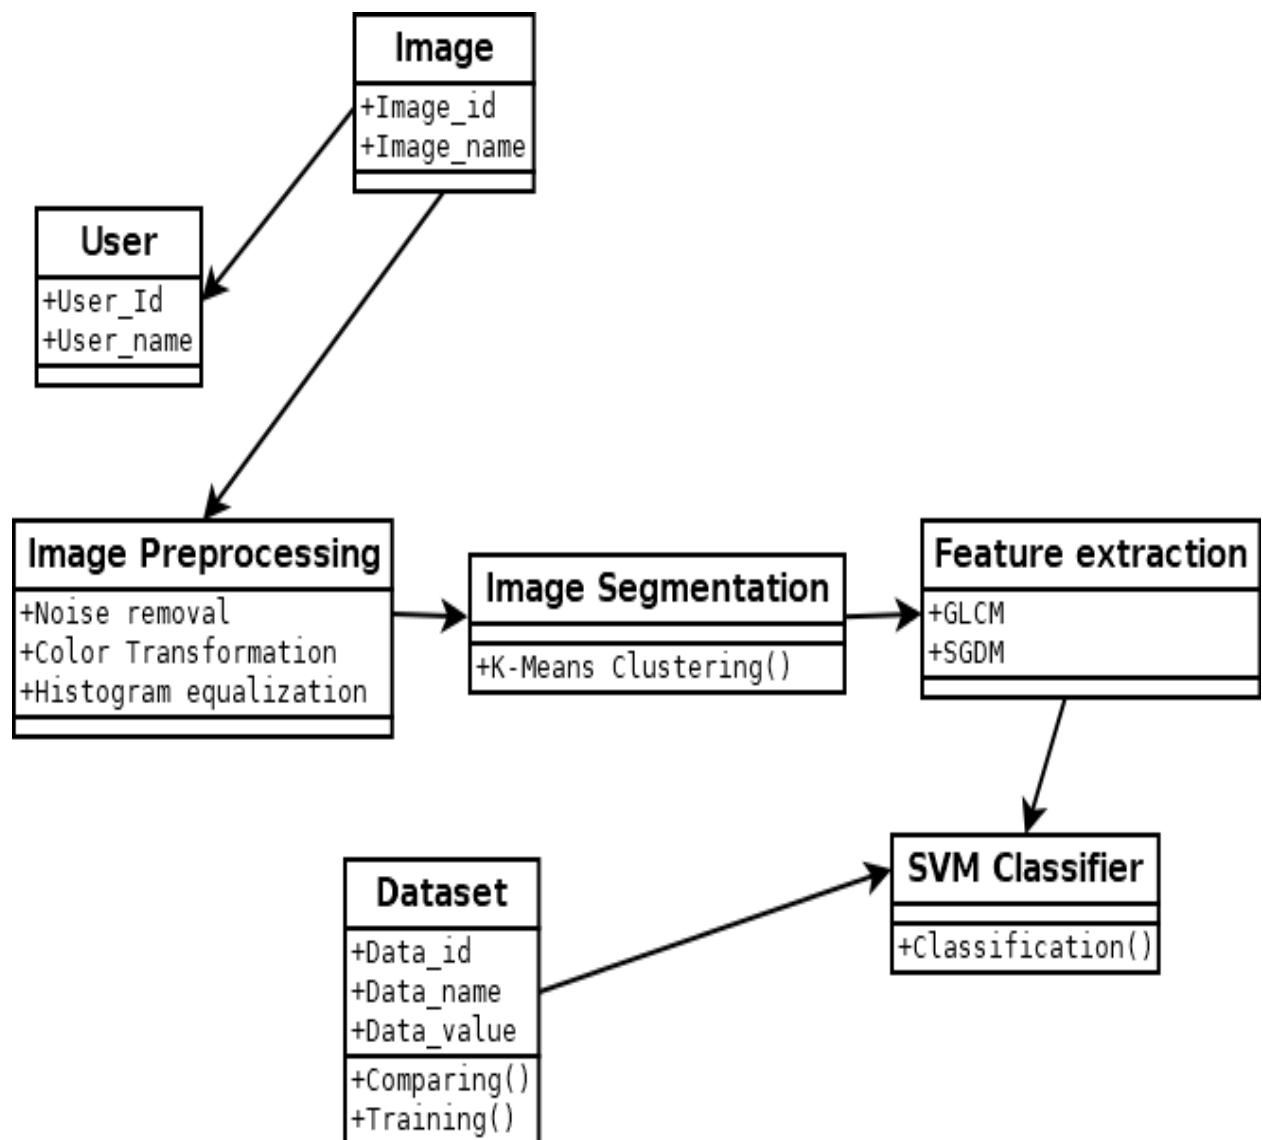 Image
+Image_id
+Image_name
User
+User_Id
+User_name
Image Preprocessing
+Noise removal
+Color Transformation
+Histogram equalization
Image Segmentation
+K-Means Clustering()
Feature extraction
+GLCM
+SGDM
SVM Classifier
+Classification()
Dataset
+Data_id
+Data_name
+Data_value
+Comparing()
+Training()